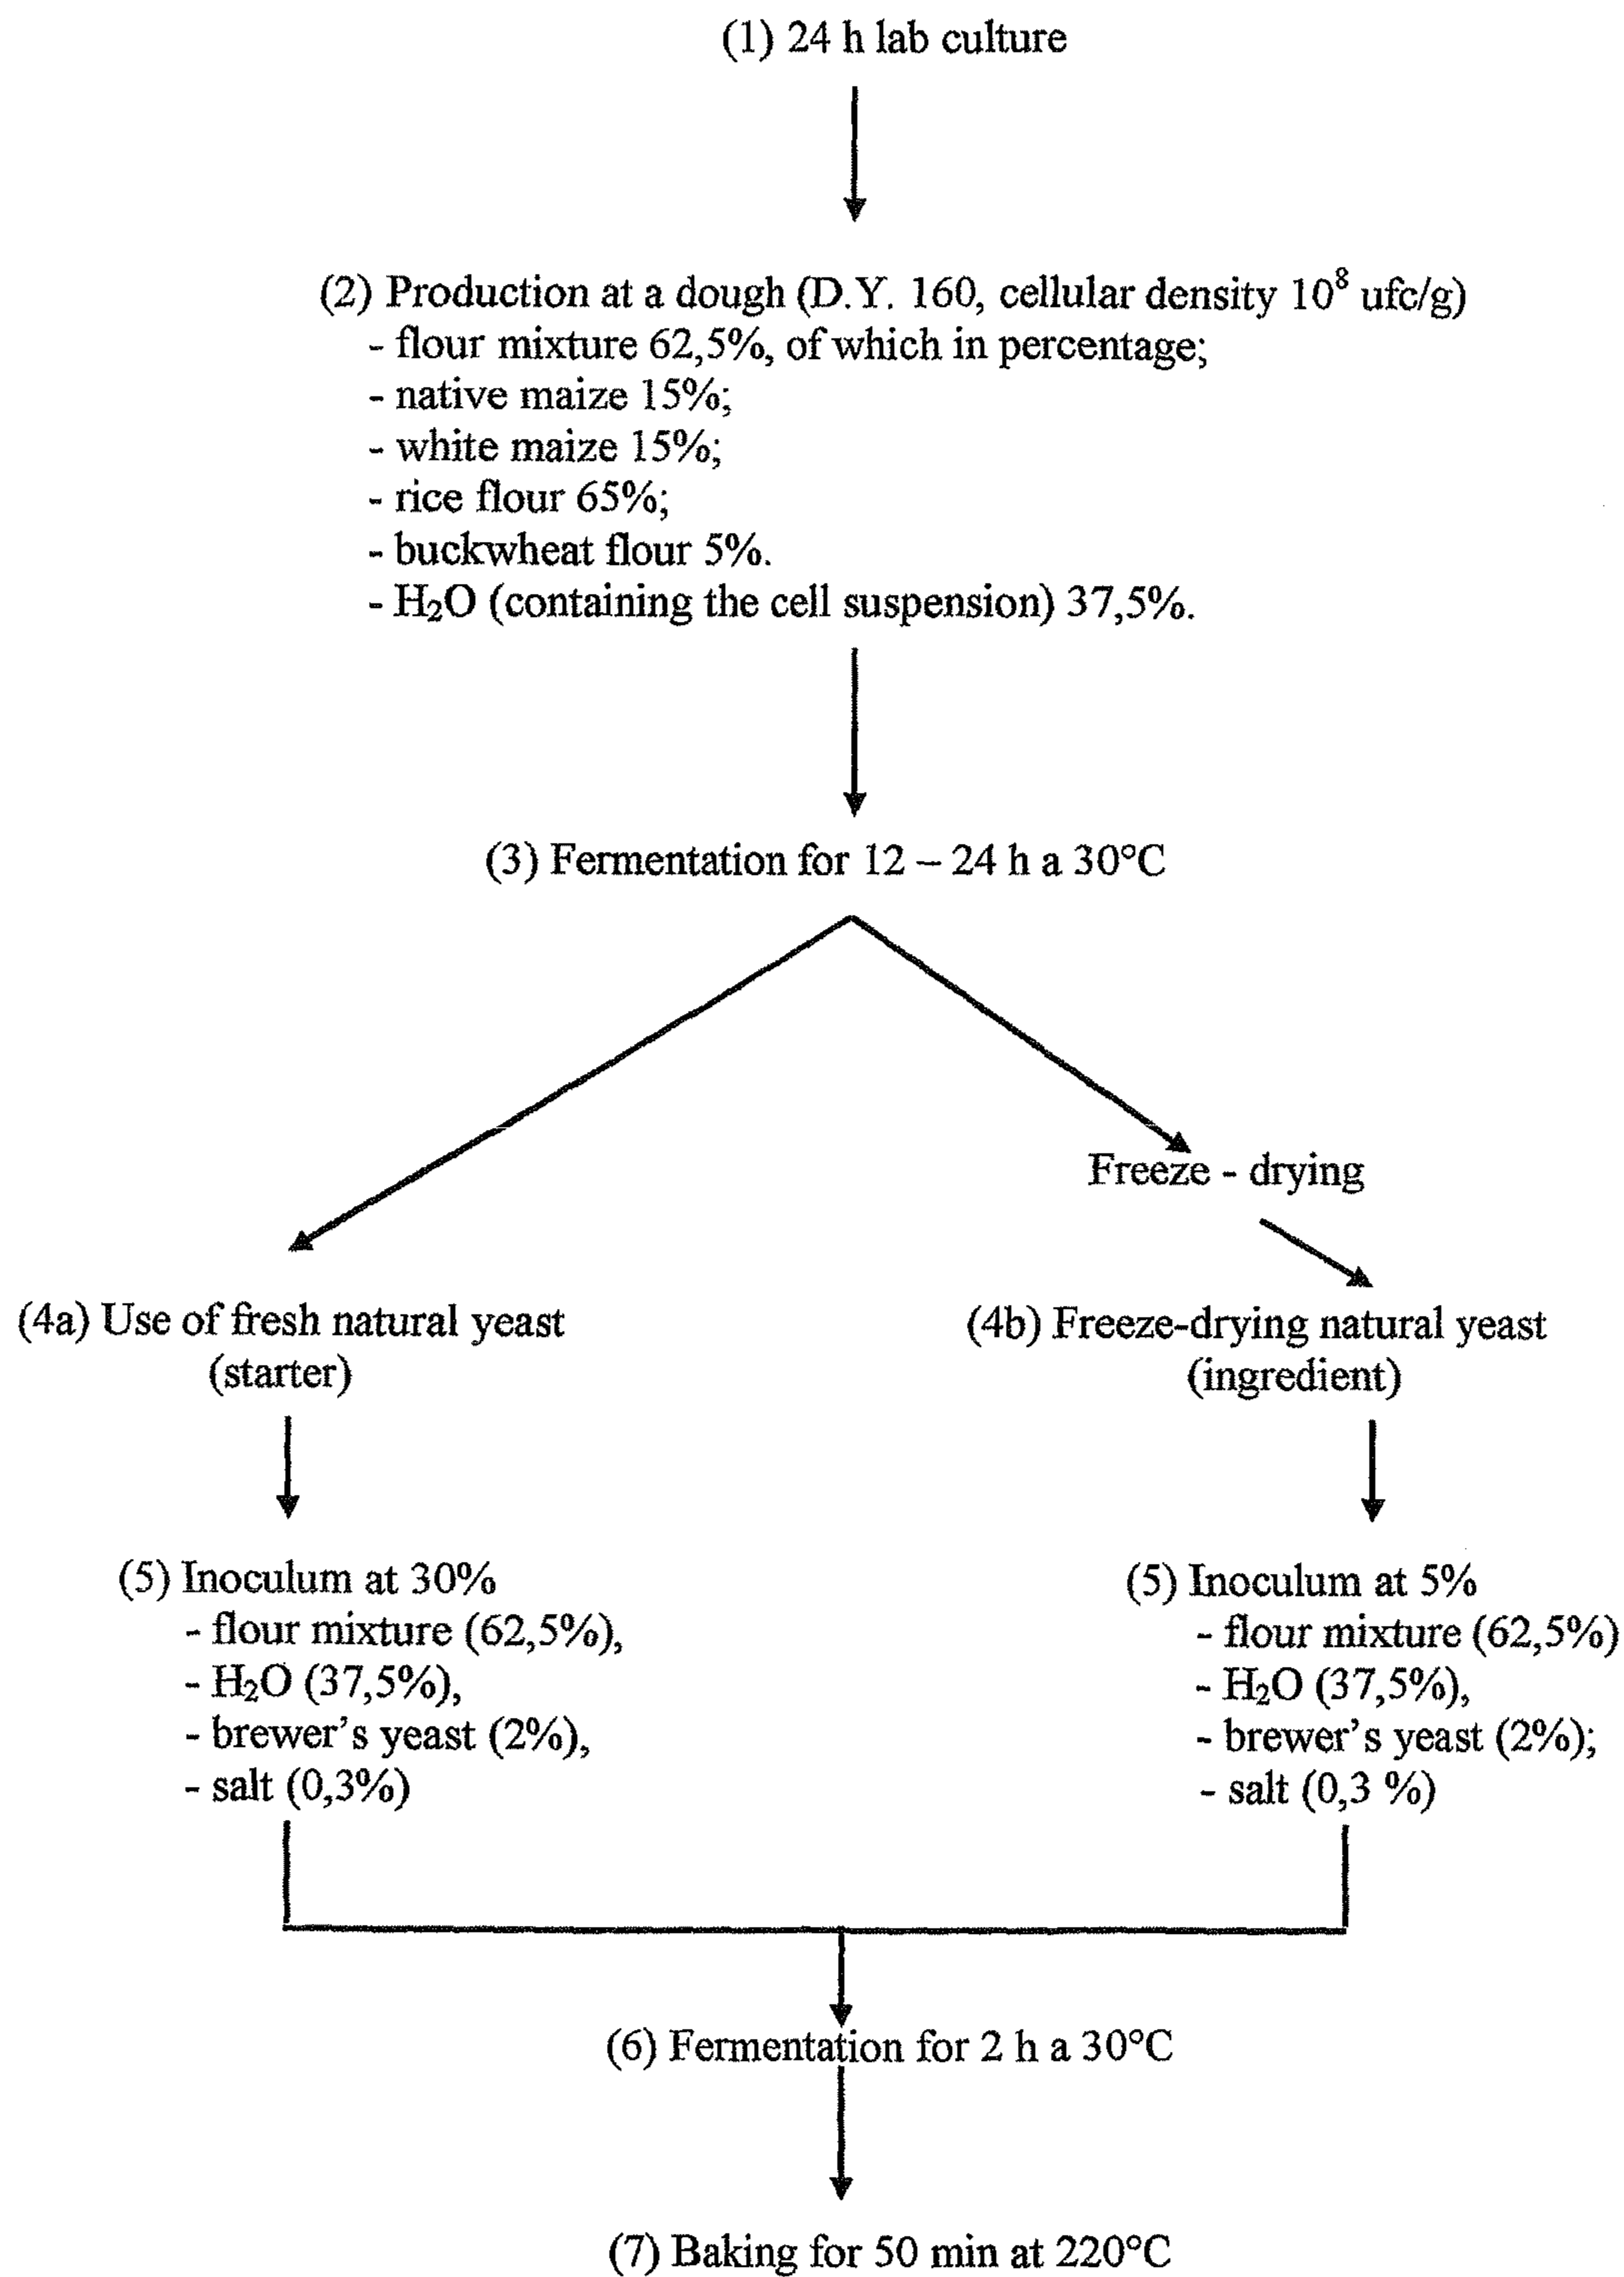 (1) 24 h lab culture
(2) Production at a dough (D.Y. 160, cellular density 10⁸ ufc/g)
- flour mixture 62,5%, of which in percentage;
- native maize 15%;
- white maize 15%;
- rice flour 65%;
- buckwheat flour 5%.
- H₂O (containing the cell suspension) 37,5%.
(3) Fermentation for 12 – 24 h a 30°C
Freeze - drying
(4a) Use of fresh natural yeast
(starter)
(4b) Freeze-drying natural yeast
(ingredient)
(5) Inoculum at 30%
- flour mixture (62,5%),
- H₂O (37,5%),
- brewer's yeast (2%),
- salt (0,3%)
(5) Inoculum at 5%
- flour mixture (62,5%)
- H₂O (37,5%),
- brewer's yeast (2%);
- salt (0,3 %)
(6) Fermentation for 2 h a 30°C
(7) Baking for 50 min at 220°C